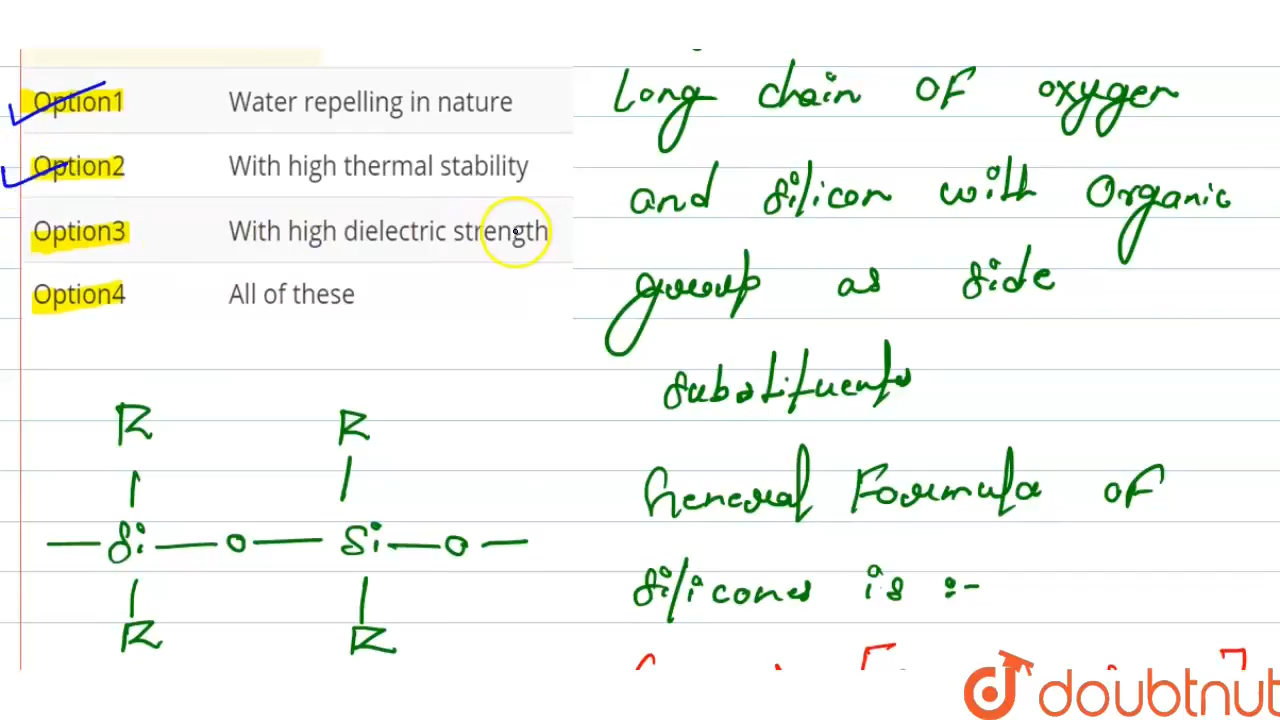 Option1 Water repelling in nature
Option2 With high thermal stability
Option3 With high dielectric strength
Option4 All of these
R R
Si o Si o
R R
Long chain of oxygen
and silicon with organic
group as side
substituents
General Formula of
silicones is :-
doubtnut